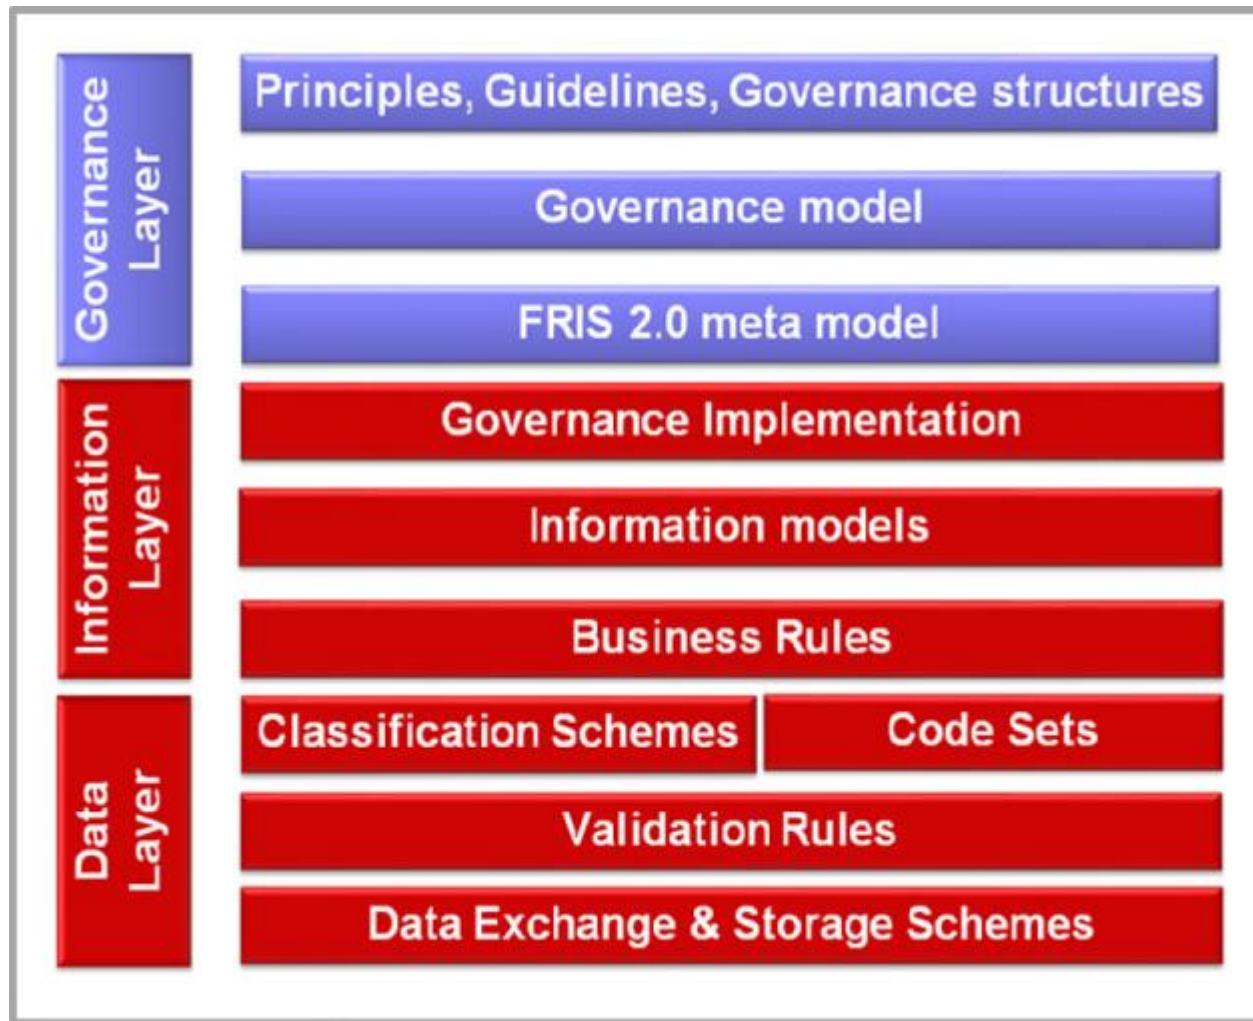 Governance
Layer
Principles, Guidelines, Governance structures
Governance model
FRIS 2.0 meta model
Information
Layer
Governance Implementation
Information models
Business Rules
Data
Layer
Classification Schemes
Code Sets
Validation Rules
Data Exchange & Storage Schemes